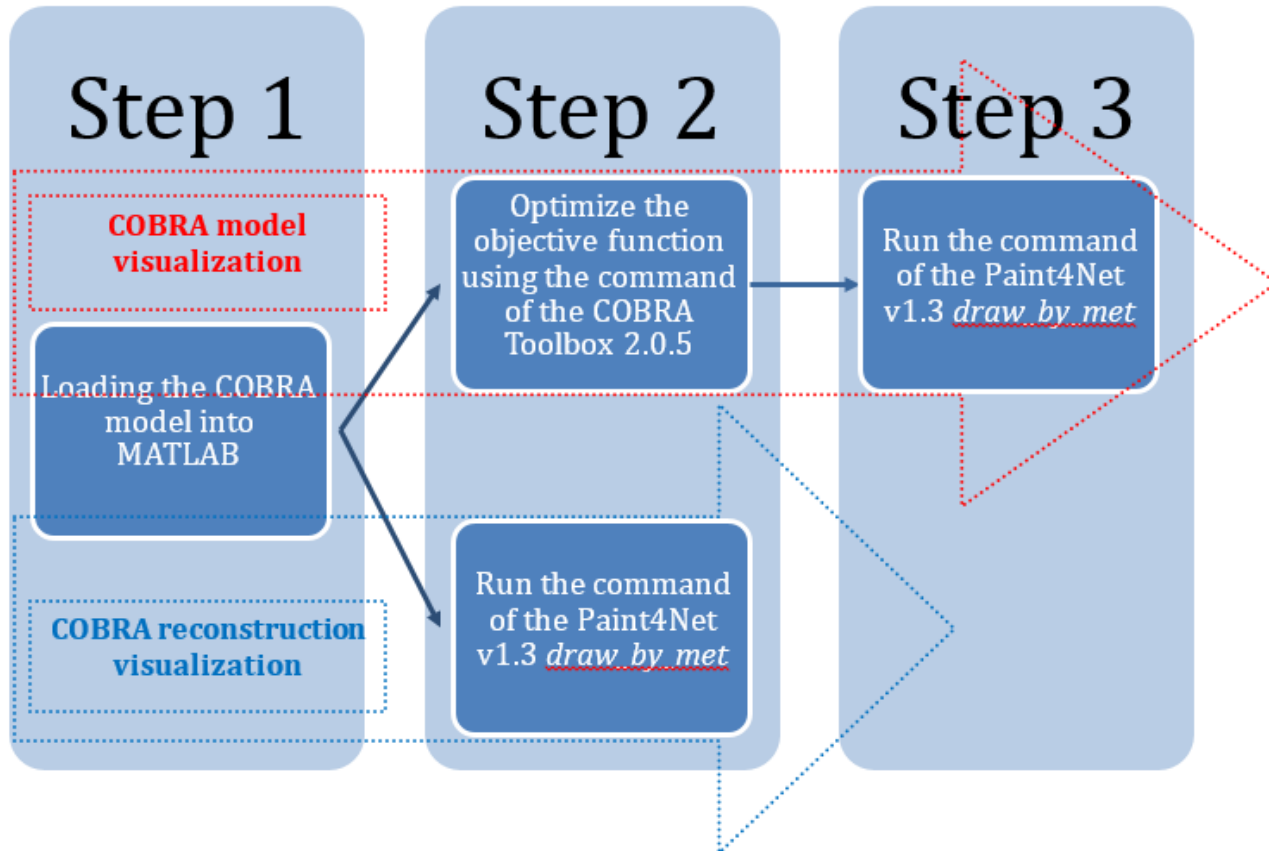 Step 1
Step 2
Step 3
COBRA model
visualization
Loading the COBRA
model into
MATLAB
COBRA reconstruction
visualization
Optimize the
objective function
using the command
of the COBRA
Toolbox 2.0.5
Run the command
of the Paint4Net
v1.3 draw_by_met
Run the command
of the Paint4Net
v1.3 draw_by_met